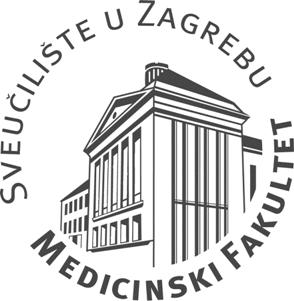 SVEUČILIŠTE U ZAGREBU
MEDICINSKI FAKULTET